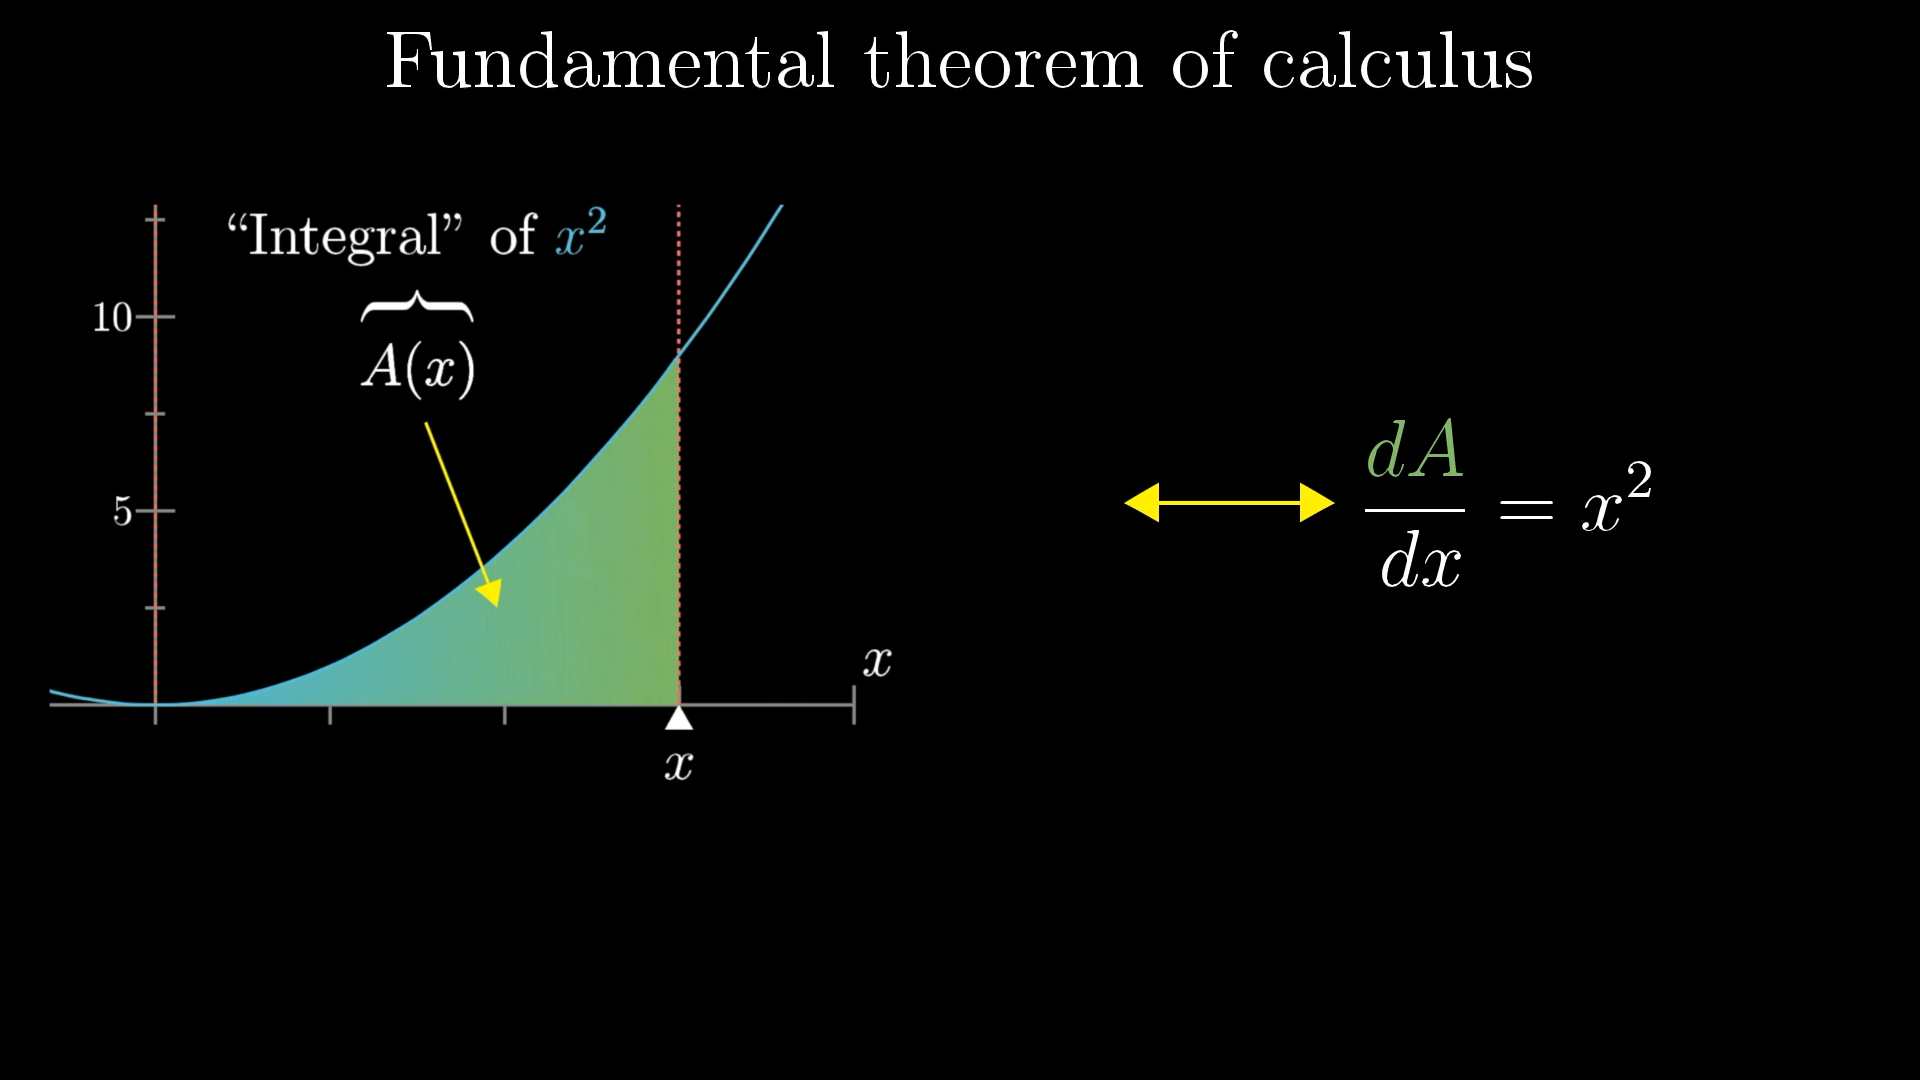 Fundamental theorem of calculus
“Integral” of x²
A(x)
10
5
x
x
dA/dx = x²